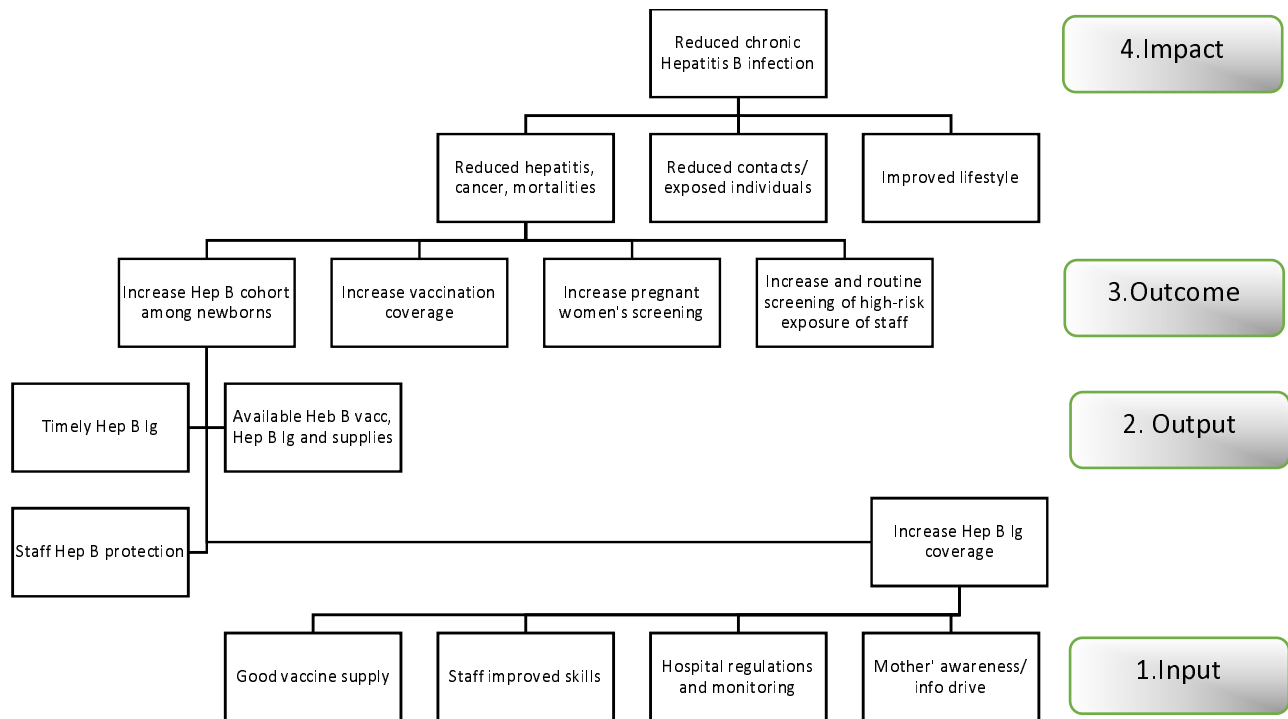 Reduced chronic
Hepatitis B infection
4.Impact
Reduced hepatitis,
cancer, mortalities
Reduced contacts/
exposed individuals
Improved lifestyle
Increase Hep B cohort
among newborns
Increase vaccination
coverage
Increase pregnant
women's screening
Increase and routine
screening of high-risk
exposure of staff
3.Outcome
Timely Hep B Ig
Available Heb B vacc,
Hep B Ig and supplies
2. Output
Staff Hep B protection
Increase Hep B Ig
coverage
Good vaccine supply
Staff improved skills
Hospital regulations
and monitoring
Mother' awareness/
info drive
1.Input